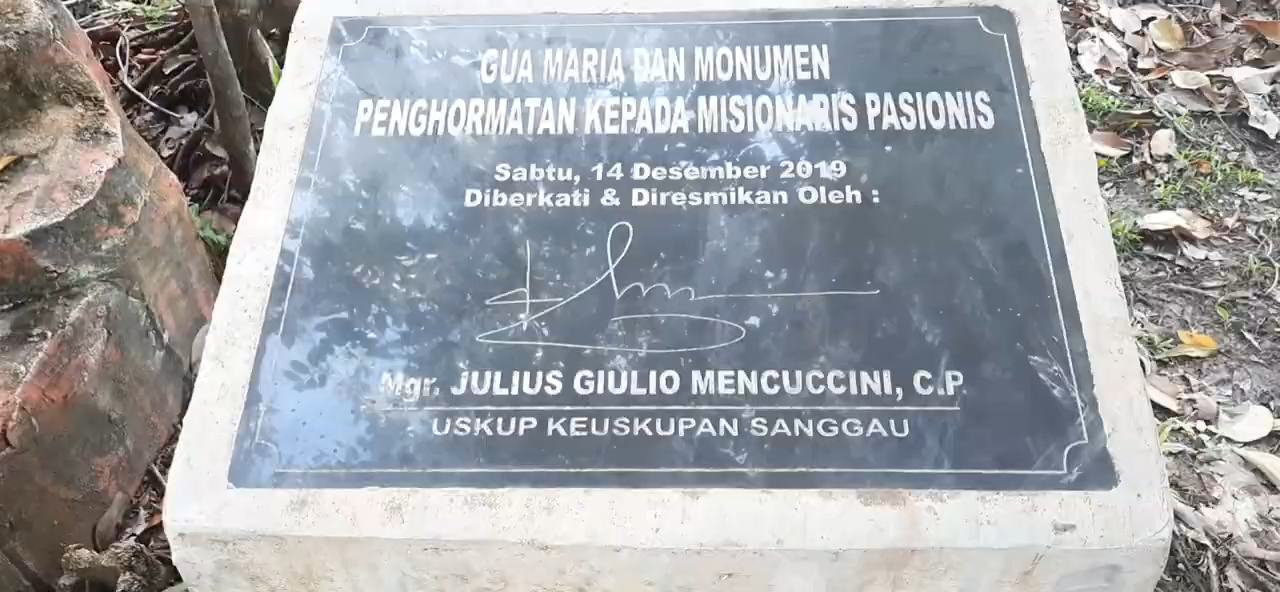 GUA MARIA DAN MONUMEN
PENGHORMATAN KEPADA MISIONARIS PASIONIS
Sabtu, 14 Desember 2019
Diberkati & Diresmikan Oleh :
Mgr. JULIUS GIULIO MENCUCCINI, C.P
USKUP KEUSKUPAN SANGGAU